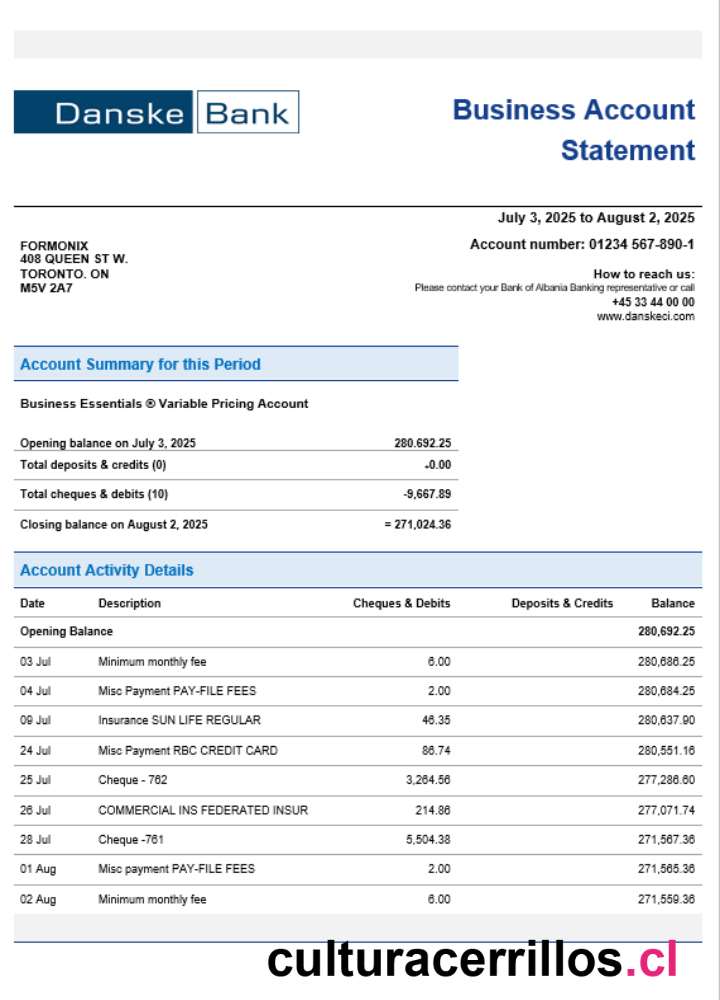 Danske Bank
Business Account
Statement
July 3, 2025 to August 2, 2025
Account number: 01234 567-890-1
FORMONIX
408 QUEEN ST W.
TORONTO. ON
M5V 2A7
How to reach us:
Please contact your Bank of Albania Banking representative or call
+45 33 44 00 00
www.danskeci.com
Account Summary for this Period
Business Essentials ® Variable Pricing Account
Opening balance on July 3, 2025 280.692.25
Total deposits & credits (0) -0.00
Total cheques & debits (10) -9,667.89
Closing balance on August 2, 2025 = 271,024.36
Account Activity Details
Date Description Cheques & Debits Deposits & Credits Balance
Opening Balance 280,692.25
03 Jul Minimum monthly fee 6.00 280,686.25
04 Jul Misc Payment PAY-FILE FEES 2.00 280,684.25
09 Jul Insurance SUN LIFE REGULAR 46.35 280,637.90
24 Jul Misc Payment RBC CREDIT CARD 86.74 280,551.16
25 Jul Cheque - 762 3,264.56 277,286.60
26 Jul COMMERCIAL INS FEDERATED INSUR 214.86 277,071.74
28 Jul Cheque -761 5,504.38 271,567.36
01 Aug Misc payment PAY-FILE FEES 2.00 271,565.36
02 Aug Minimum monthly fee 6.00 271,559.36
culturacerrillos.cl